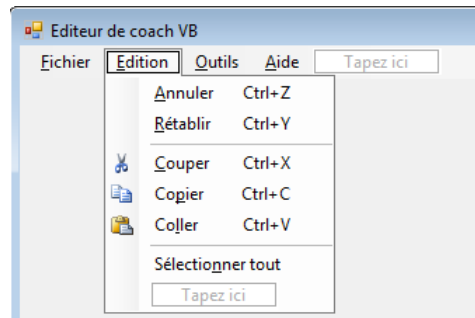 Editeur de coach VB
Fichier Edition Outils Aide Tapez ici
Annuler Ctrl+Z
Rétablir Ctrl+Y
Couper Ctrl+X
Copier Ctrl+C
Coller Ctrl+V
Sélectionner tout
Tapez ici